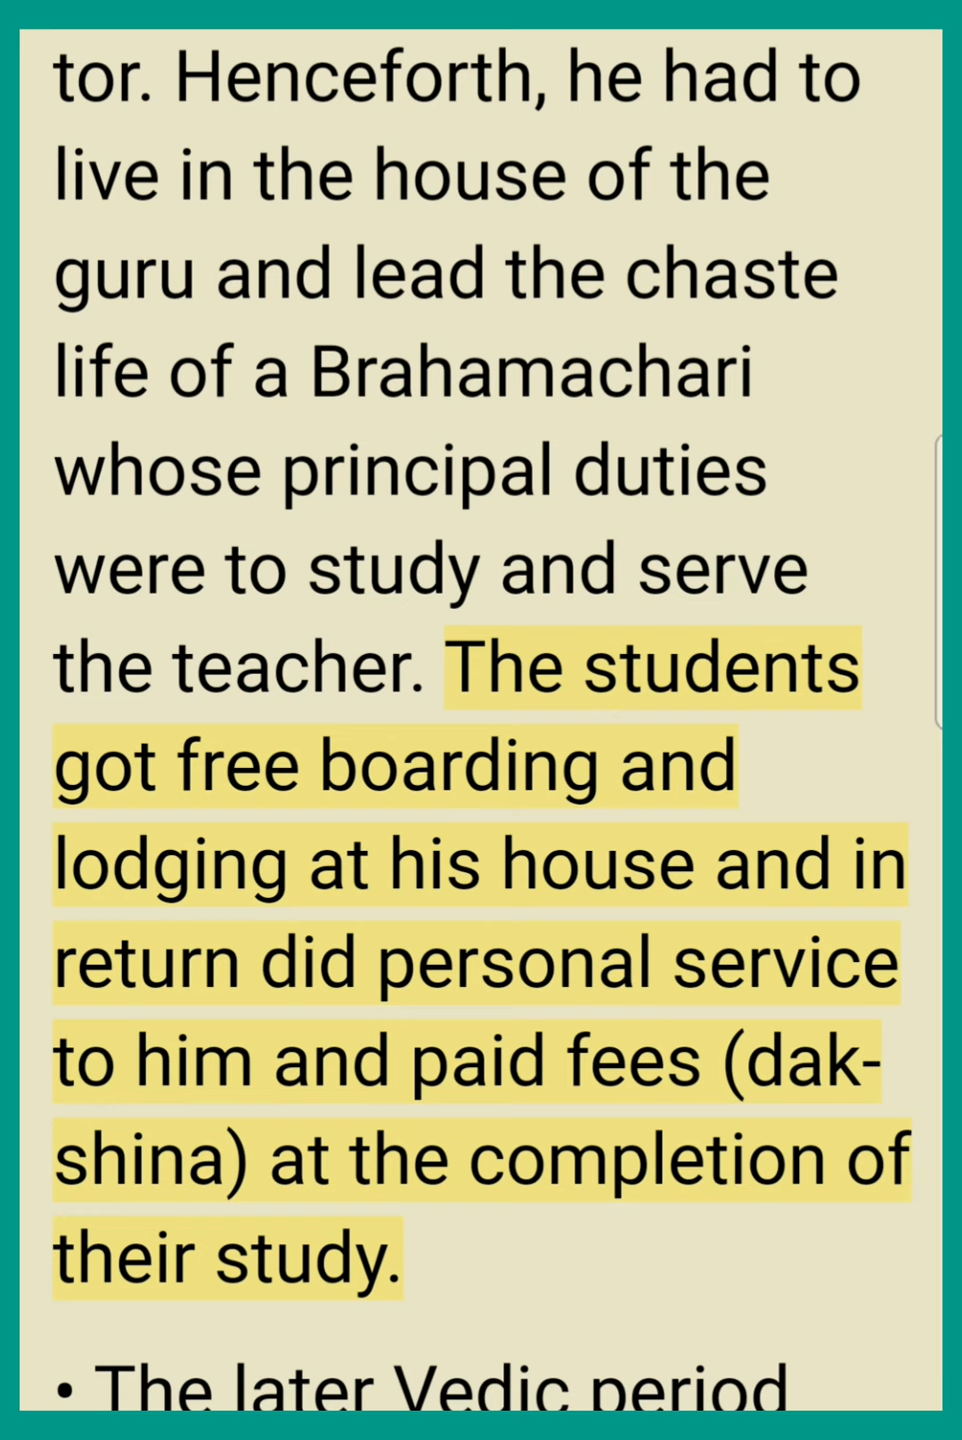 tor. Henceforth, he had to
live in the house of the
guru and lead the chaste
life of a Brahamachari
whose principal duties
were to study and serve
the teacher. The students
got free boarding and
lodging at his house and in
return did personal service
to him and paid fees (dak-
shina) at the completion of
their study.
• The later Vedic period